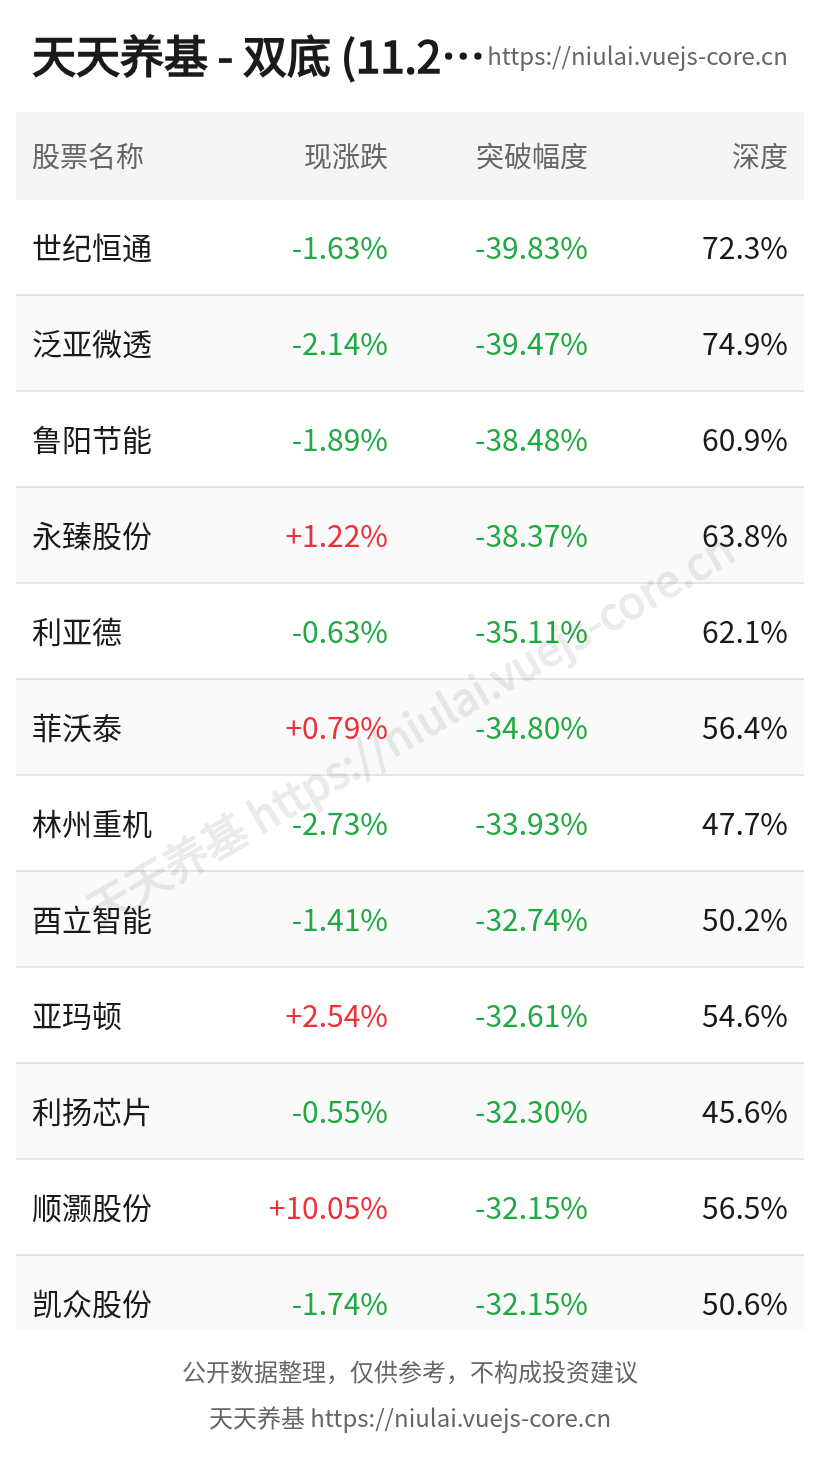 天天养基 - 双底 (11.2··· https://niulai.vuejs-core.cn
股票名称 现涨跌 突破幅度 深度
世纪恒通 -1.63% -39.83% 72.3%
泛亚微透 -2.14% -39.47% 74.9%
鲁阳节能 -1.89% -38.48% 60.9%
永臻股份 +1.22% -38.37% 63.8%
利亚德 -0.63% -35.11% 62.1%
菲沃泰 +0.79% -34.80% 56.4%
林州重机 -2.73% -33.93% 47.7%
酉立智能 -1.41% -32.74% 50.2%
亚玛顿 +2.54% -32.61% 54.6%
利扬芯片 -0.55% -32.30% 45.6%
顺灏股份 +10.05% -32.15% 56.5%
凯众股份 -1.74% -32.15% 50.6%
天天养基 https://niulai.vuejs-core.cn
公开数据整理，仅供参考，不构成投资建议
天天养基 https://niulai.vuejs-core.cn